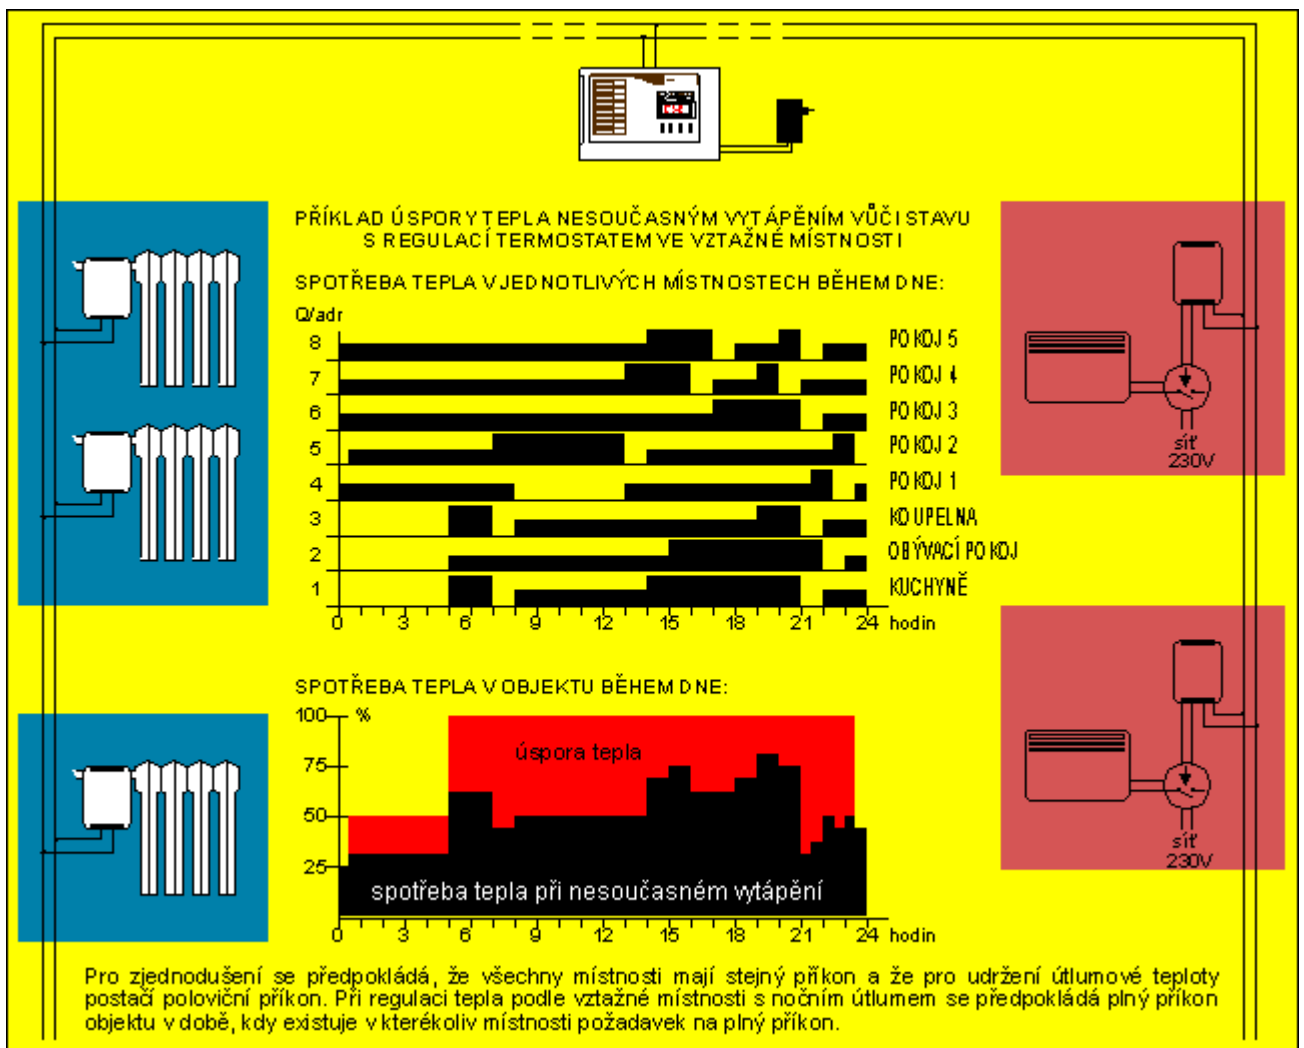 PŘÍKLAD ÚSPORY TEPLA NESOUČASNÝM VYTÁPĚNÍM VŮČI STAVU
S REGULACÍ TERMOSTATEM VE VZTAŽNÉ MÍSTNOSTI
SPOTŘEBA TEPLA V JEDNOTLIVÝCH MÍSTNOSTECH BĚHEM DNE:
Q/adr
8 POKOJ 5
7 POKOJ 4
6 POKOJ 3
5 POKOJ 2
4 POKOJ 1
3 KOUPELNA
2 OBÝVACÍ POKOJ
1 KUCHYNĚ
0 3 6 9 12 15 18 21 24 hodin
síť
230V
SPOTŘEBA TEPLA V OBJEKTU BĚHEM DNE:
100 %
úspora tepla
75
50
25
spotřeba tepla při nesoučasném vytápění
0 3 6 9 12 15 18 21 24 hodin
síť
230V
Pro zjednodušení se předpokládá, že všechny místnosti mají stejný příkon a že pro udržení útlumové teploty
postačí poloviční příkon. Při regulaci tepla podle vztažné místnosti s nočním útlumem se předpokládá plný příkon
objektu v době, kdy existuje v kterékoliv místnosti požadavek na plný příkon.